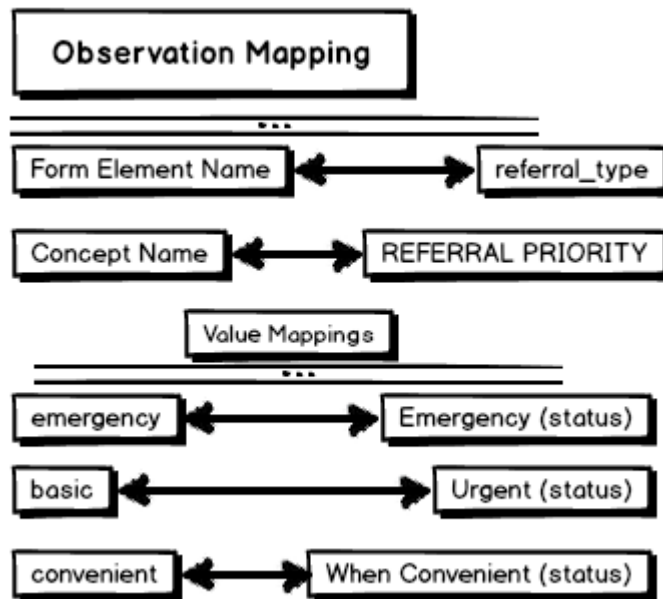 Observation Mapping
...
Form Element Name referral_type
Concept Name REFERRAL PRIORITY
Value Mappings
...
emergency Emergency (status)
basic Urgent (status)
convenient When Convenient (status)